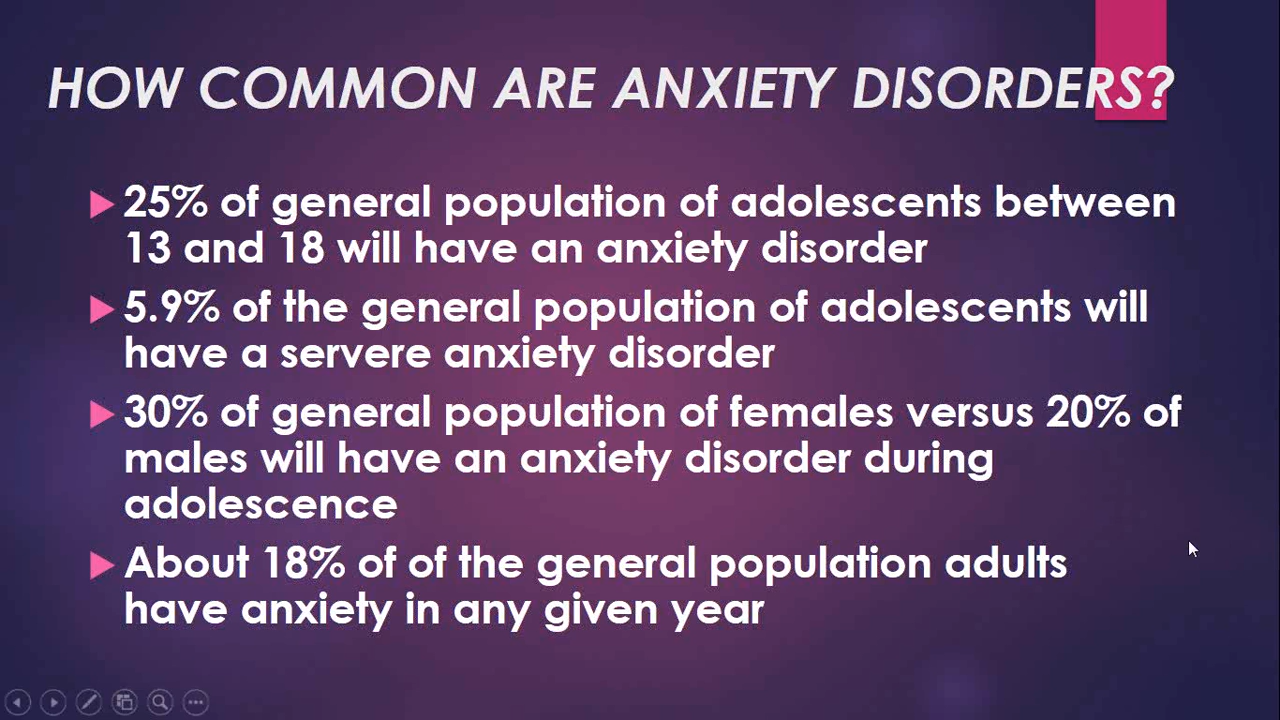 HOW COMMON ARE ANXIETY DISORDERS?
25% of general population of adolescents between
13 and 18 will have an anxiety disorder
5.9% of the general population of adolescents will
have a servere anxiety disorder
30% of general population of females versus 20% of
males will have an anxiety disorder during
adolescence
About 18% of of the general population adults
have anxiety in any given year